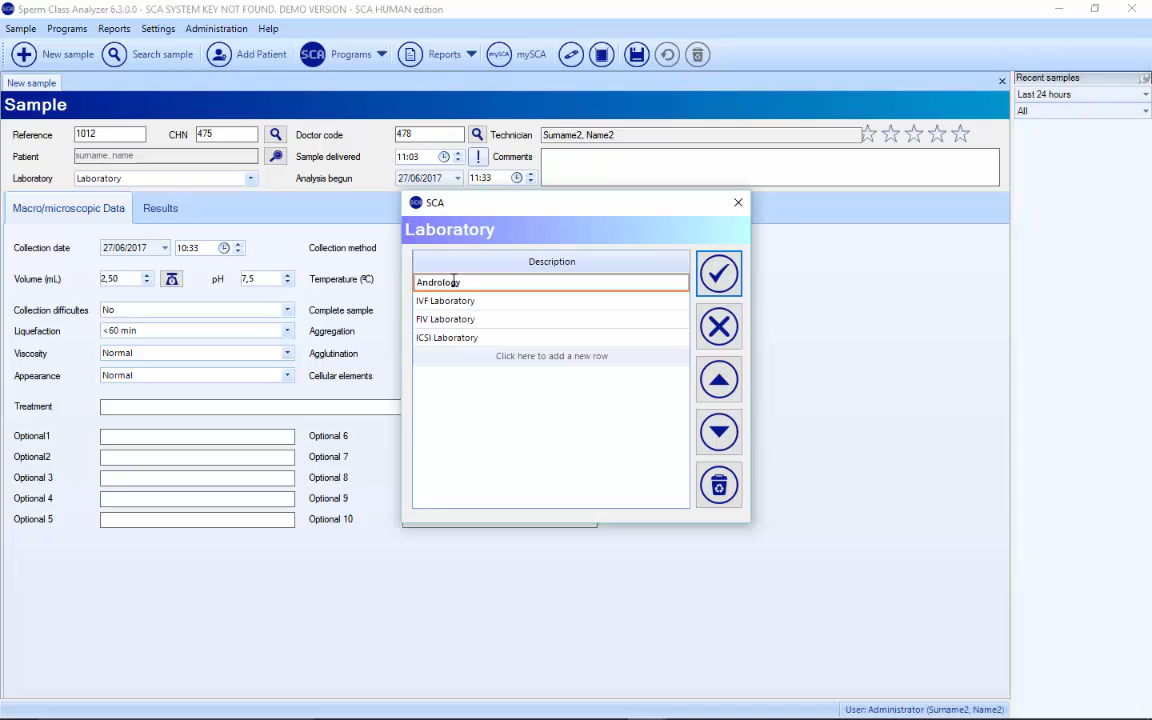 Sperm Class Analyzer 6.3.0.0 - SCA SYSTEM KEY NOT FOUND. DEMO VERSION - SCA HUMAN edition
Sample Programs Reports Settings Administration Help
New sample Search sample Add Patient SCA Programs Reports mySCA mySCA
New sample
Recent samples
Sample
Last 24 hours
All
Reference 1012 CHN 475 Doctor code 478 Technician Surname2, Name2
Patient surname, name Sample delivered 11:03 ! Comments
Laboratory Laboratory Analysis begun 27/06/2017 11:33
Macro/microscopic Data Results
SCA
Laboratory
Description
Andrology
IVF Laboratory
FIV Laboratory
ICSI Laboratory
Click here to add a new row
Collection date 27/06/2017 10:33 Collection method
Volume (mL) 2,50 pH 7,5 Temperature (ºC)
Collection difficulties No Complete sample
Liquefaction <60 min Aggregation
Viscosity Normal Agglutination
Appearance Normal Cellular elements
Treatment
Optional1 Optional 6
Optional2 Optional 7
Optional 3 Optional 8
Optional 4 Optional 9
Optional 5 Optional 10
User: Administrator (Surname2, Name2)